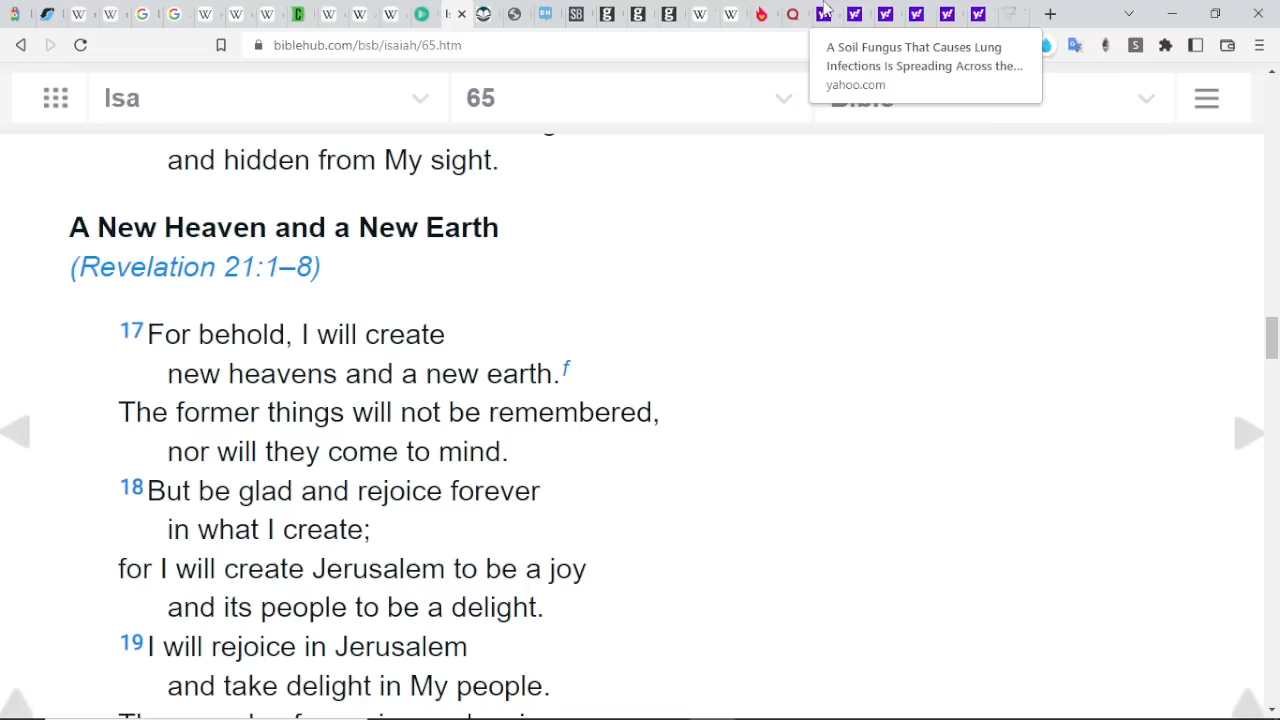 biblehub.com/bsb/isaiah/65.htm
A Soil Fungus That Causes Lung
Infections Is Spreading Across the...
yahoo.com
Isa
65
and hidden from My sight.
A New Heaven and a New Earth
(Revelation 21:1–8)
17 For behold, I will create
new heavens and a new earth. f
The former things will not be remembered,
nor will they come to mind.
18 But be glad and rejoice forever
in what I create;
for I will create Jerusalem to be a joy
and its people to be a delight.
19 I will rejoice in Jerusalem
and take delight in My people.